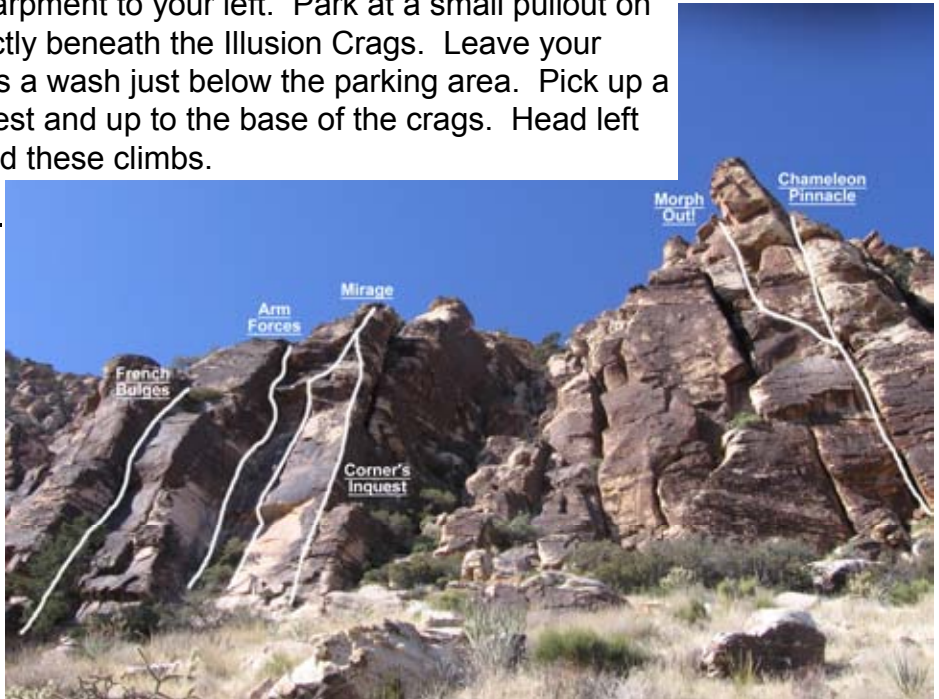 arpment to your left.  Park at a small pullout on
ctly beneath the Illusion Crags.  Leave your
s a wash just below the parking area.  Pick up a
est and up to the base of the crags.  Head left
d these climbs.
Morph
Out!
Chameleon
Pinnacle
Mirage
Arm
Forces
French
Bulges
Corner's
Inquest